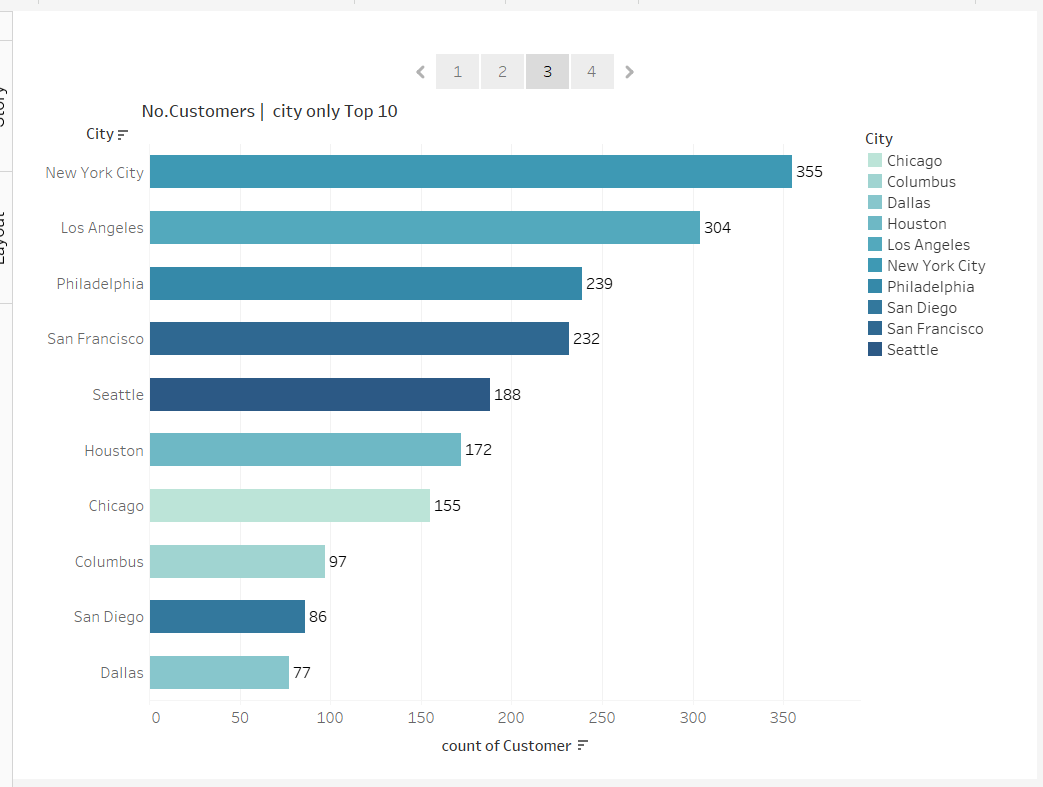 1 2 3 4
No.Customers | city only Top 10
City
New York City 355
Los Angeles 304
Philadelphia 239
San Francisco 232
Seattle 188
Houston 172
Chicago 155
Columbus 97
San Diego 86
Dallas 77
0 50 100 150 200 250 300 350
count of Customer
City
Chicago
Columbus
Dallas
Houston
Los Angeles
New York City
Philadelphia
San Diego
San Francisco
Seattle
Story
Layout